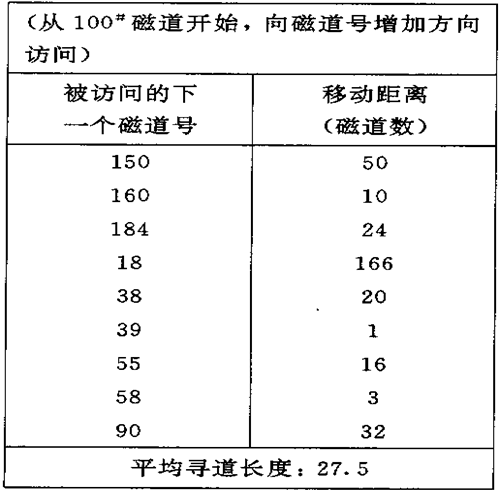 (从100#磁道开始，向磁道号增加方向
访问)
被访问的下 移动距离
一个磁道号 （磁道数）
150 50
160 10
184 24
18 166
38 20
39 1
55 16
58 3
90 32
平均寻道长度：27.5